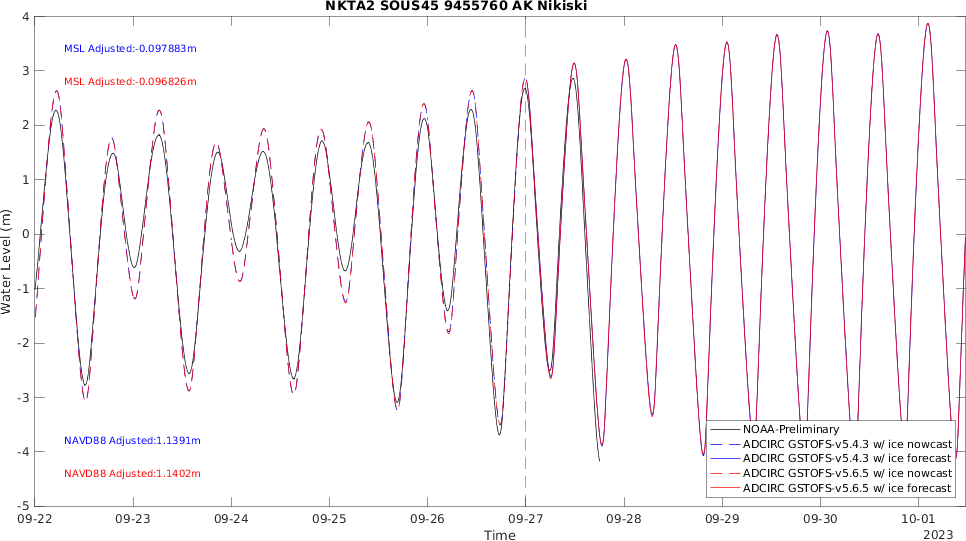 NKTA2 SOUS45 9455760 AK Nikiski
4
3
2
1
0
-1
-2
-3
-4
-5
Water Level (m)
MSL Adjusted:-0.097883m
MSL Adjusted:-0.096826m
NAVD88 Adjusted:1.1391m
NAVD88 Adjusted:1.1402m
NOAA-Preliminary
ADCIRC GSTOFS-v5.4.3 w/ ice nowcast
ADCIRC GSTOFS-v5.4.3 w/ ice forecast
ADCIRC GSTOFS-v5.6.5 w/ ice nowcast
ADCIRC GSTOFS-v5.6.5 w/ ice forecast
09-22 09-23 09-24 09-25 09-26 09-27 09-28 09-29 09-30 10-01
Time
2023